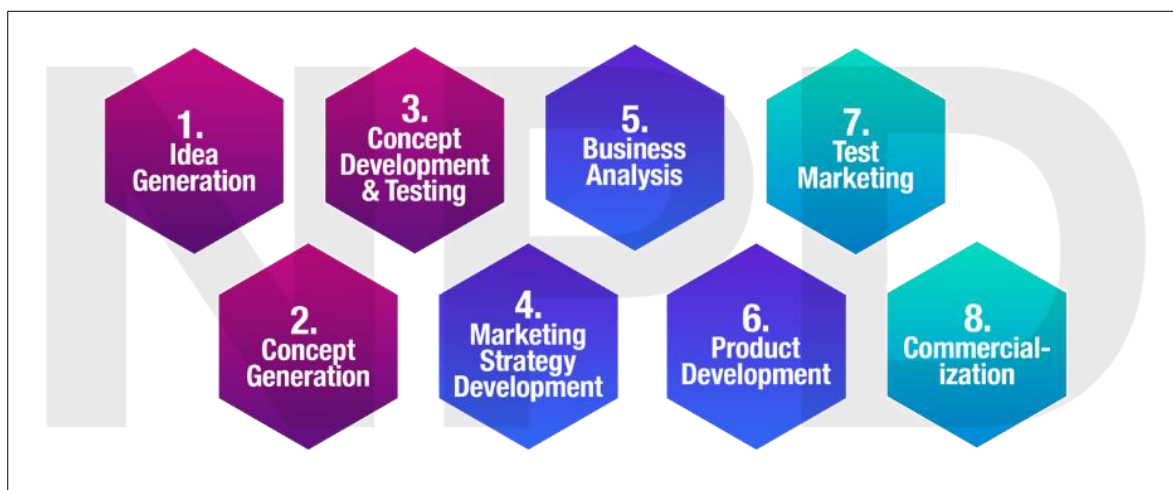 NPD
1.
Idea
Generation
2.
Concept
Generation
3.
Concept
Development
& Testing
4.
Marketing
Strategy
Development
5.
Business
Analysis
6.
Product
Development
7.
Test
Marketing
8.
Commercial-
ization